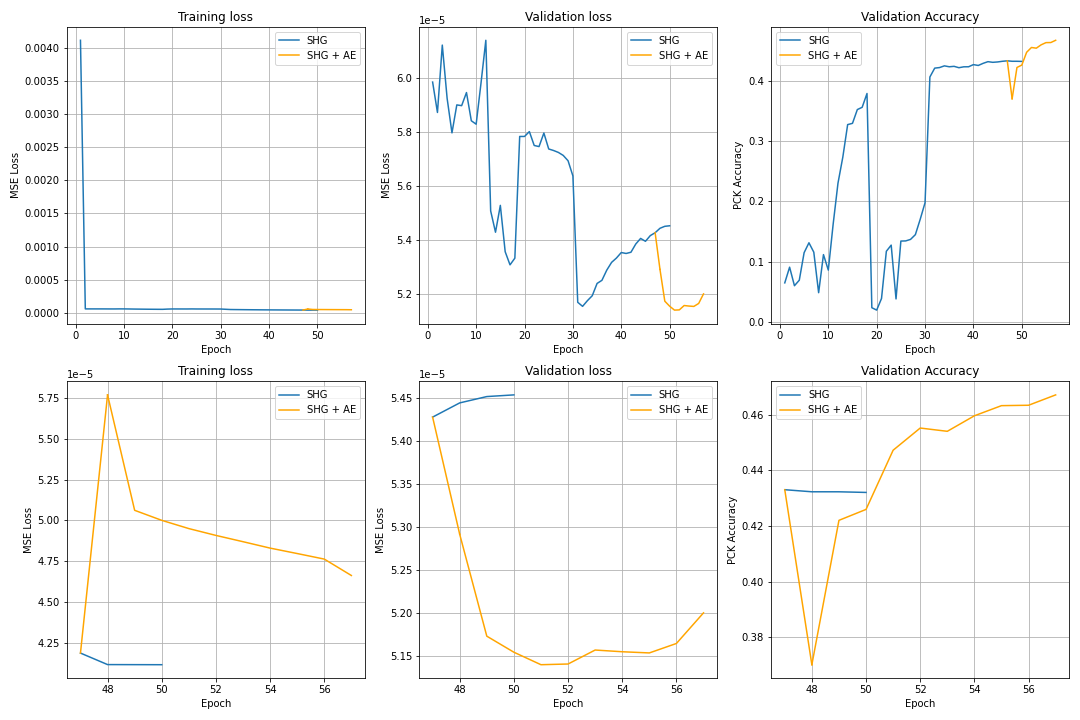 Training loss
0.0040
0.0035
0.0030
0.0025
0.0020
0.0015
0.0010
0.0005
0.0000
MSE Loss
SHG
SHG + AE
0 10 20 30 40 50
Epoch
Validation loss
1e−5
6.0
5.8
5.6
5.4
5.2
MSE Loss
SHG
SHG + AE
0 10 20 30 40 50
Epoch
Validation Accuracy
0.4
0.3
0.2
0.1
0.0
PCK Accuracy
SHG
SHG + AE
0 10 20 30 40 50
Epoch
Training loss
1e−5
5.75
5.50
5.25
5.00
4.75
4.50
4.25
MSE Loss
SHG
SHG + AE
48 50 52 54 56
Epoch
Validation loss
1e−5
5.45
5.40
5.35
5.30
5.25
5.20
5.15
MSE Loss
SHG
SHG + AE
48 50 52 54 56
Epoch
Validation Accuracy
0.46
0.44
0.42
0.40
0.38
PCK Accuracy
SHG
SHG + AE
48 50 52 54 56
Epoch